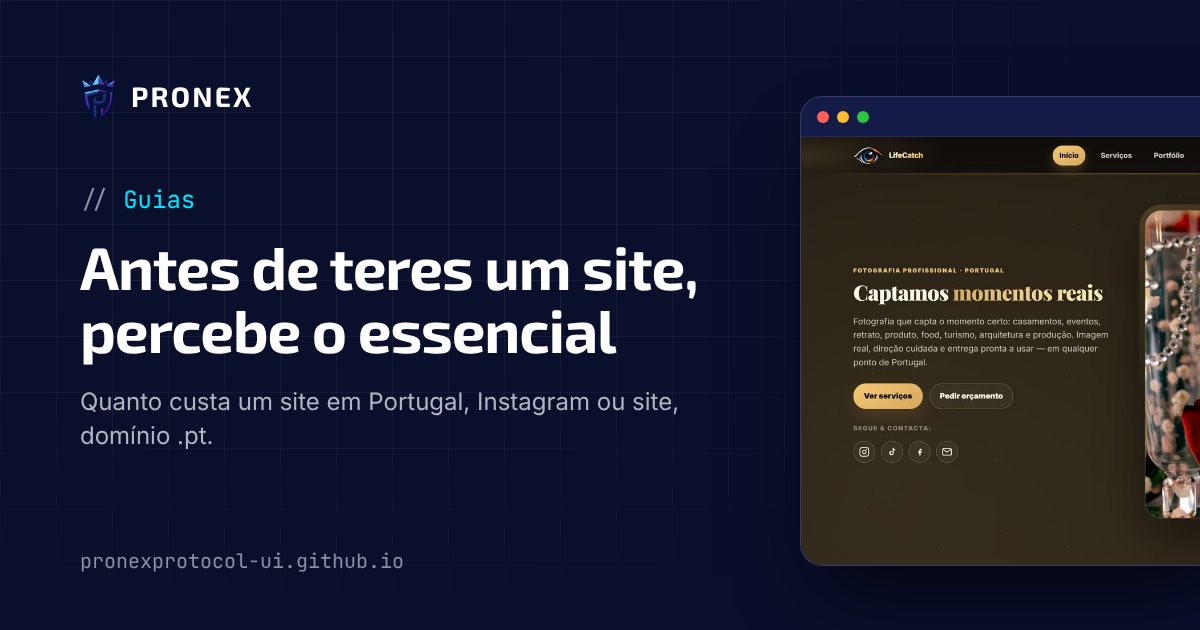 PRONEX
// Guias
Antes de teres um site,
percebe o essencial
Quanto custa um site em Portugal, Instagram ou site,
domínio .pt.
pronexprotocol-ui.github.io
LifeCatch
Início
Serviços
Portfólio
FOTOGRAFIA PROFISSIONAL · PORTUGAL
Captamos momentos reais
Fotografia que capta o momento certo: casamentos, eventos,
retrato, produto, food, turismo, arquitetura e produção. Imagem
real, direção cuidada e entrega pronta a usar — em qualquer
ponto de Portugal.
Ver serviços
Pedir orçamento
SEGUE & CONTACTA: